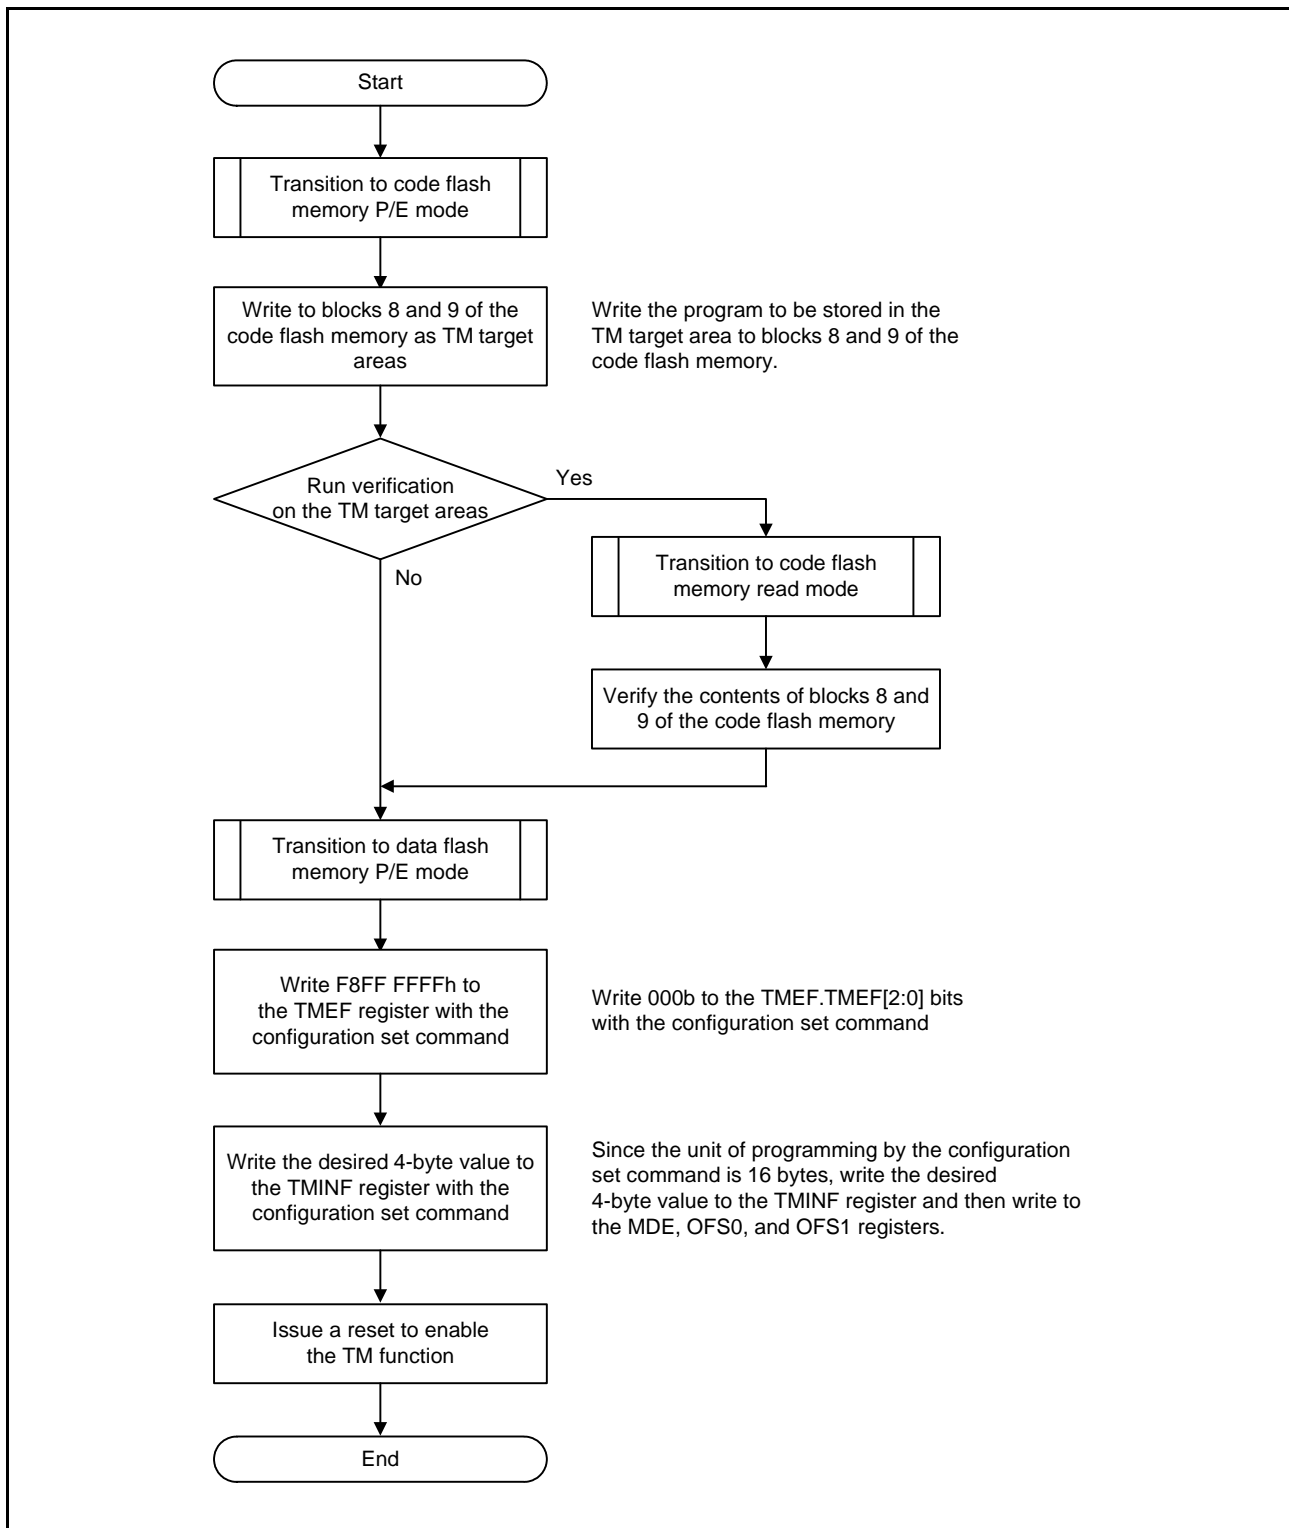 Start
Transition to code flash
memory P/E mode
Write to blocks 8 and 9 of the
code flash memory as TM target
areas
Write the program to be stored in the
TM target area to blocks 8 and 9 of the
code flash memory.
Run verification
on the TM target areas
Yes
No
Transition to code flash
memory read mode
Verify the contents of blocks 8 and
9 of the code flash memory
Transition to data flash
memory P/E mode
Write F8FF FFFFh to
the TMEF register with the
configuration set command
Write 000b to the TMEF.TMEF[2:0] bits
with the configuration set command
Write the desired 4-byte value to
the TMINF register with the
configuration set command
Since the unit of programming by the configuration
set command is 16 bytes, write the desired
4-byte value to the TMINF register and then write to
the MDE, OFS0, and OFS1 registers.
Issue a reset to enable
the TM function
End